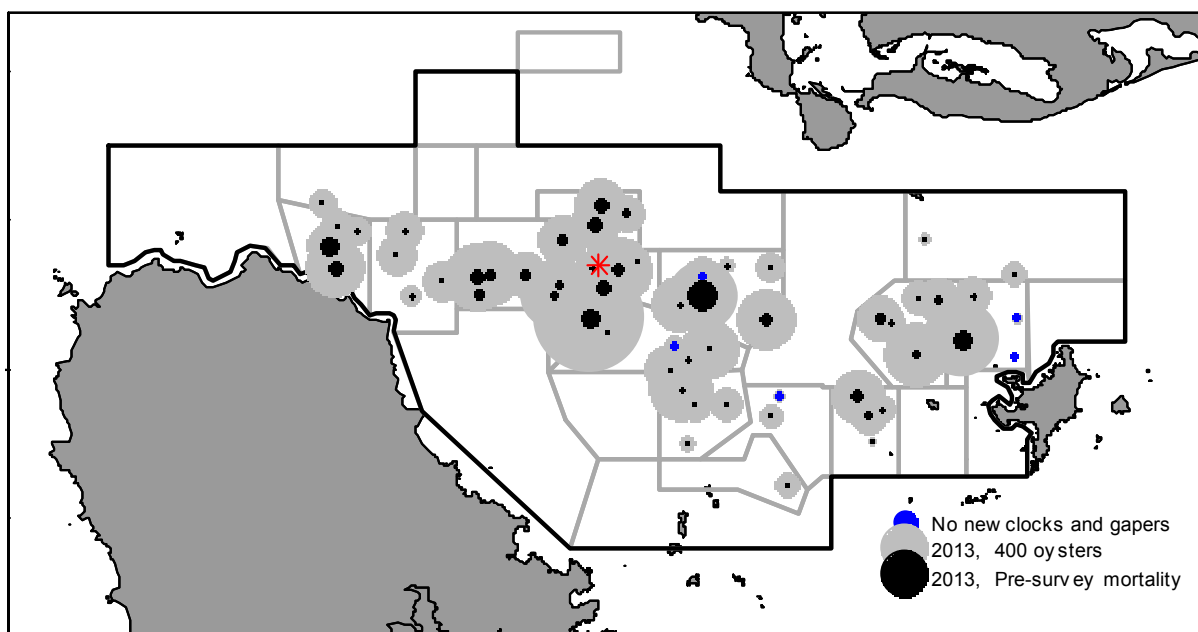 No new clocks and gapers
2013, 400 oysters
2013, Pre-survey mortality